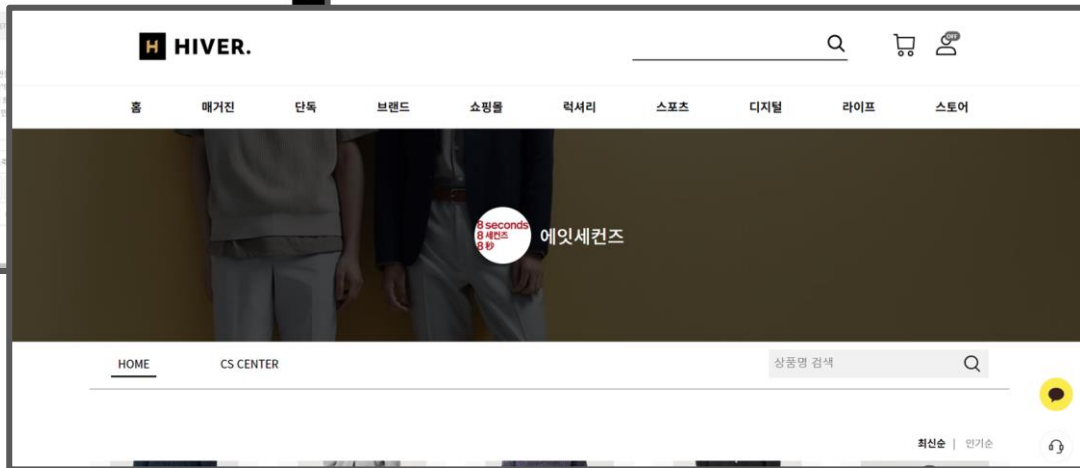 H HIVER.
OFF
홈 매거진 단독 브랜드 쇼핑몰 럭셔리 스포츠 디지털 라이프 스토어
8 seconds
8 세컨즈
8 秒
에잇세컨즈
HOME CS CENTER 상품명 검색
최신순 | 인기순